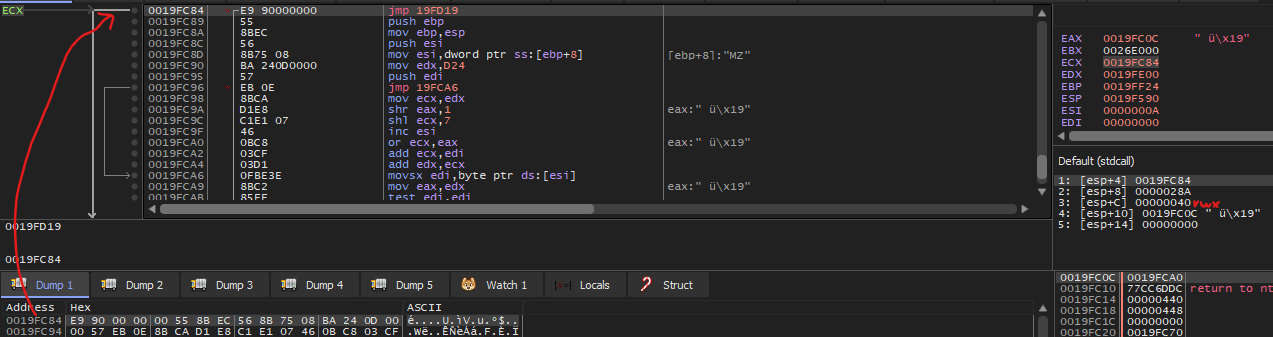 ECX
0019FC84 E9 90000000 jmp 19FD19
0019FC89 55 push ebp
0019FC8A 8BEC mov ebp,esp
0019FC8C 56 push esi
0019FC8D 8B75 08 mov esi,dword ptr ss:[ebp+8] [ebp+8]:"MZ"
0019FC90 BA 240D0000 mov edx,D24
0019FC95 57 push edi
0019FC96 EB 0E jmp 19FCA6
0019FC98 8BCA mov ecx,edx
0019FC9A D1E8 shr eax,1 eax:" ü\x19"
0019FC9C C1E1 07 shl ecx,7
0019FC9F 46 inc esi
0019FCA0 0BC8 or ecx,eax eax:" ü\x19"
0019FCA2 03CF add ecx,edi
0019FCA4 03D1 add edx,ecx
0019FCA6 0FBE3E movsx edi,byte ptr ds:[esi]
0019FCA9 8BC2 mov eax,edx eax:" ü\x19"
0019FCAB 85FF test edi,edi
EAX 0019FC0C " ü\x19"
EBX 0026E000
ECX 0019FC84
EDX 0019FE00
EBP 0019FF24
ESP 0019F590
ESI 0000000A
EDI 00000000
Default (stdcall)
1: [esp+4] 0019FC84
2: [esp+8] 0000028A
3: [esp+C] 00000040 rwx
4: [esp+10] 0019FC0C " ü\x19"
5: [esp+14] 00000000
0019FD19
0019FC84
Dump 1 Dump 2 Dump 3 Dump 4 Dump 5 Watch 1 [x=] Locals Struct
Address Hex ASCII
0019FC84 E9 90 00 00 00 55 8B EC 56 8B 75 08 BA 24 0D 00 é....U.ìV.u.º$..
0019FC94 00 57 EB 0E 8B CA D1 E8 C1 E1 07 46 0B C8 03 CF .Wë..ÊÑèÁá.F.È.Ï
0019FC0C 0019FCA0
0019FC10 77CC6DDC return to nt
0019FC14 00000440
0019FC18 00000448
0019FC1C 00000000
0019FC20 0019FC70